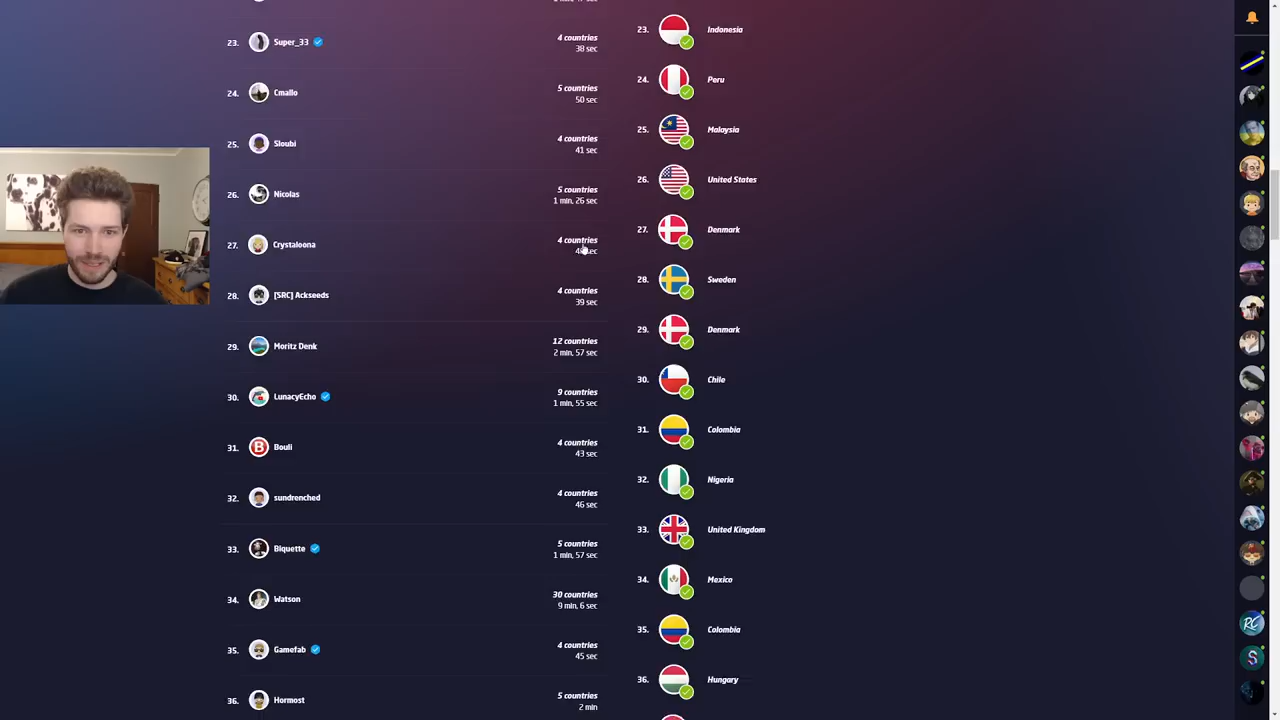 23. Super_33
4 countries
38 sec
24. Cmallo
5 countries
50 sec
25. Sloubi
4 countries
41 sec
26. Nicolas
5 countries
1 min, 26 sec
27. Crystaloona
4 countries
sec
28. [SRC] Ackseeds
4 countries
39 sec
29. Moritz Denk
12 countries
2 min, 57 sec
30. LunacyEcho
9 countries
1 min, 55 sec
31. Bouli
4 countries
43 sec
32. sundrenched
4 countries
46 sec
33. Biquette
5 countries
1 min, 57 sec
34. Watson
30 countries
9 min, 6 sec
35. Gamefab
4 countries
45 sec
36. Hormost
5 countries
2 min
23. Indonesia
24. Peru
25. Malaysia
26. United States
27. Denmark
28. Sweden
29. Denmark
30. Chile
31. Colombia
32. Nigeria
33. United Kingdom
34. Mexico
35. Colombia
36. Hungary
B
RC
S